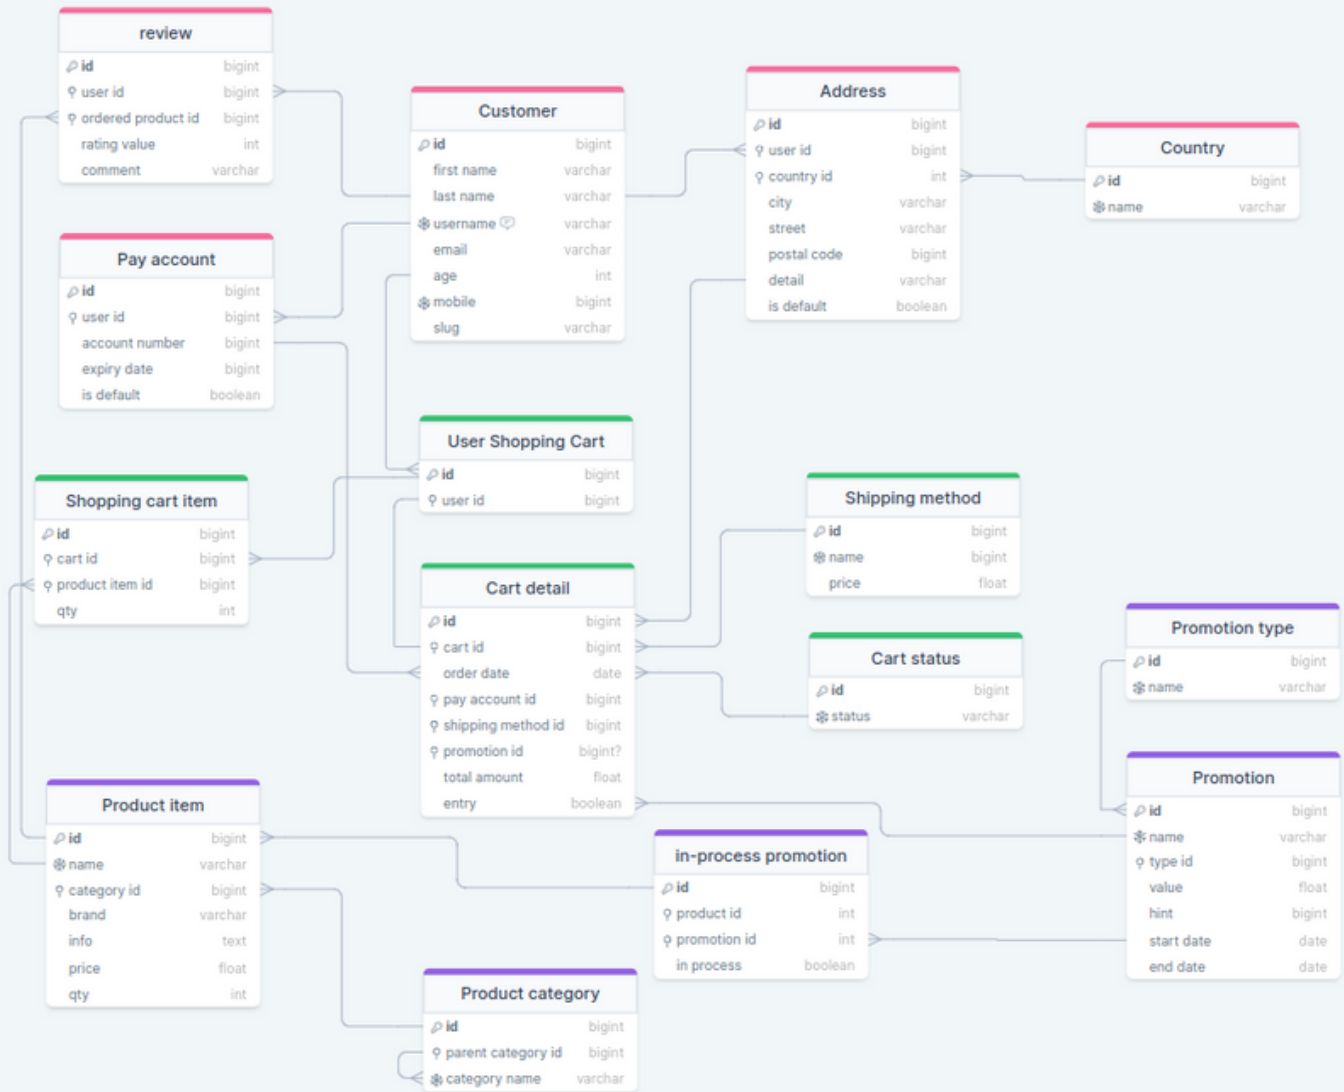 review
id bigint
user id bigint
ordered product id bigint
rating value int
comment varchar
Customer
id bigint
first name varchar
last name varchar
username varchar
email varchar
age int
mobile bigint
slug varchar
Address
id bigint
user id bigint
country id int
city varchar
street varchar
postal code bigint
detail varchar
is default boolean
Country
id bigint
name varchar
Pay account
id bigint
user id bigint
account number bigint
expiry date bigint
is default boolean
User Shopping Cart
id bigint
user id bigint
Shopping cart item
id bigint
cart id bigint
product item id bigint
qty int
Shipping method
id bigint
name bigint
price float
Cart detail
id bigint
cart id bigint
order date date
pay account id bigint
shipping method id bigint
promotion id bigint?
total amount float
entry boolean
Cart status
id bigint
status varchar
Promotion type
id bigint
name varchar
Product item
id bigint
name varchar
category id bigint
brand varchar
info text
price float
qty int
in-process promotion
id bigint
product id int
promotion id int
in process boolean
Promotion
id bigint
name varchar
type id bigint
value float
hint bigint
start date date
end date date
Product category
id bigint
parent category id bigint
category name varchar